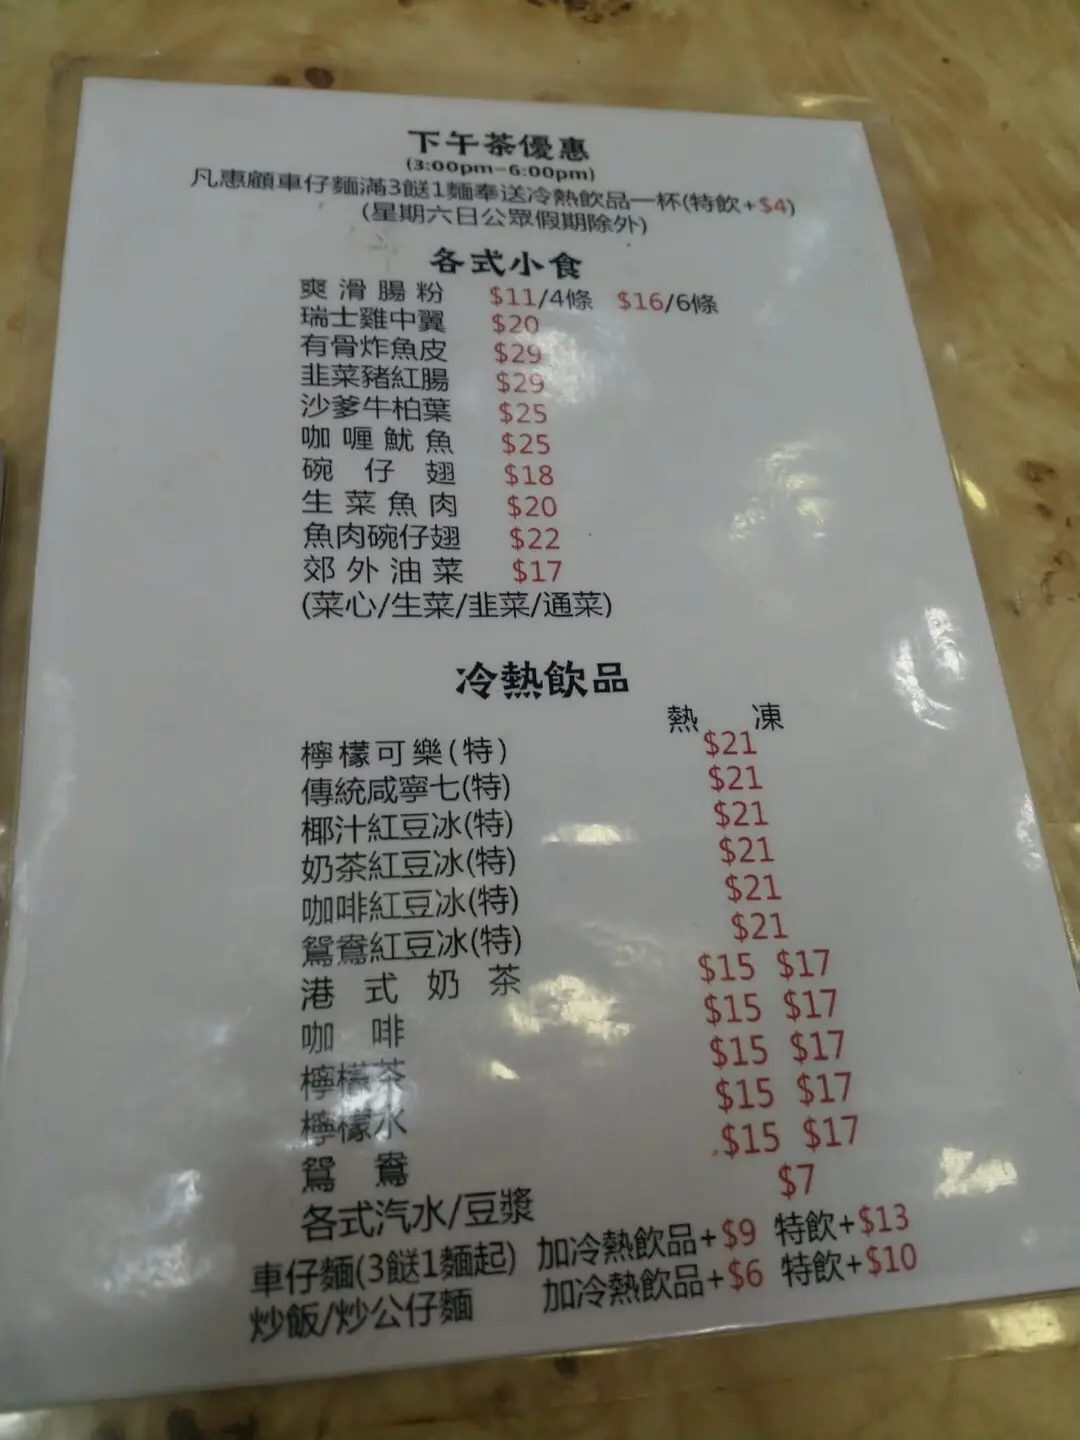 下午茶優惠
(3:00pm-6:00pm)
凡惠顧車仔麵滿3餸1麵奉送冷熱飲品一杯(特飲+$4)
(星期六日公眾假期除外)
各式小食
爽滑腸粉 $11/4條 $16/6條
瑞士雞中翼 $20
有骨炸魚皮 $29
韭菜豬紅腸 $29
沙爹牛柏葉 $25
咖喱魷魚 $25
碗仔翅 $18
生菜魚肉 $20
魚肉碗仔翅 $22
郊外油菜 $17
(菜心/生菜/韭菜/通菜)
冷熱飲品
熱 凍
檸檬可樂(特) $21
傳統咸寧七(特) $21
椰汁紅豆冰(特) $21
奶茶紅豆冰(特) $21
咖啡紅豆冰(特) $21
鴛鴦紅豆冰(特) $21
港式奶茶 $15 $17
咖啡 $15 $17
檸檬茶 $15 $17
檸檬水 $15 $17
鴛鴦 $15 $17
各式汽水/豆漿 $7
車仔麵(3餸1麵起) 加冷熱飲品+$9 特飲+$13
炒飯/炒公仔麵 加冷熱飲品+$6 特飲+$10